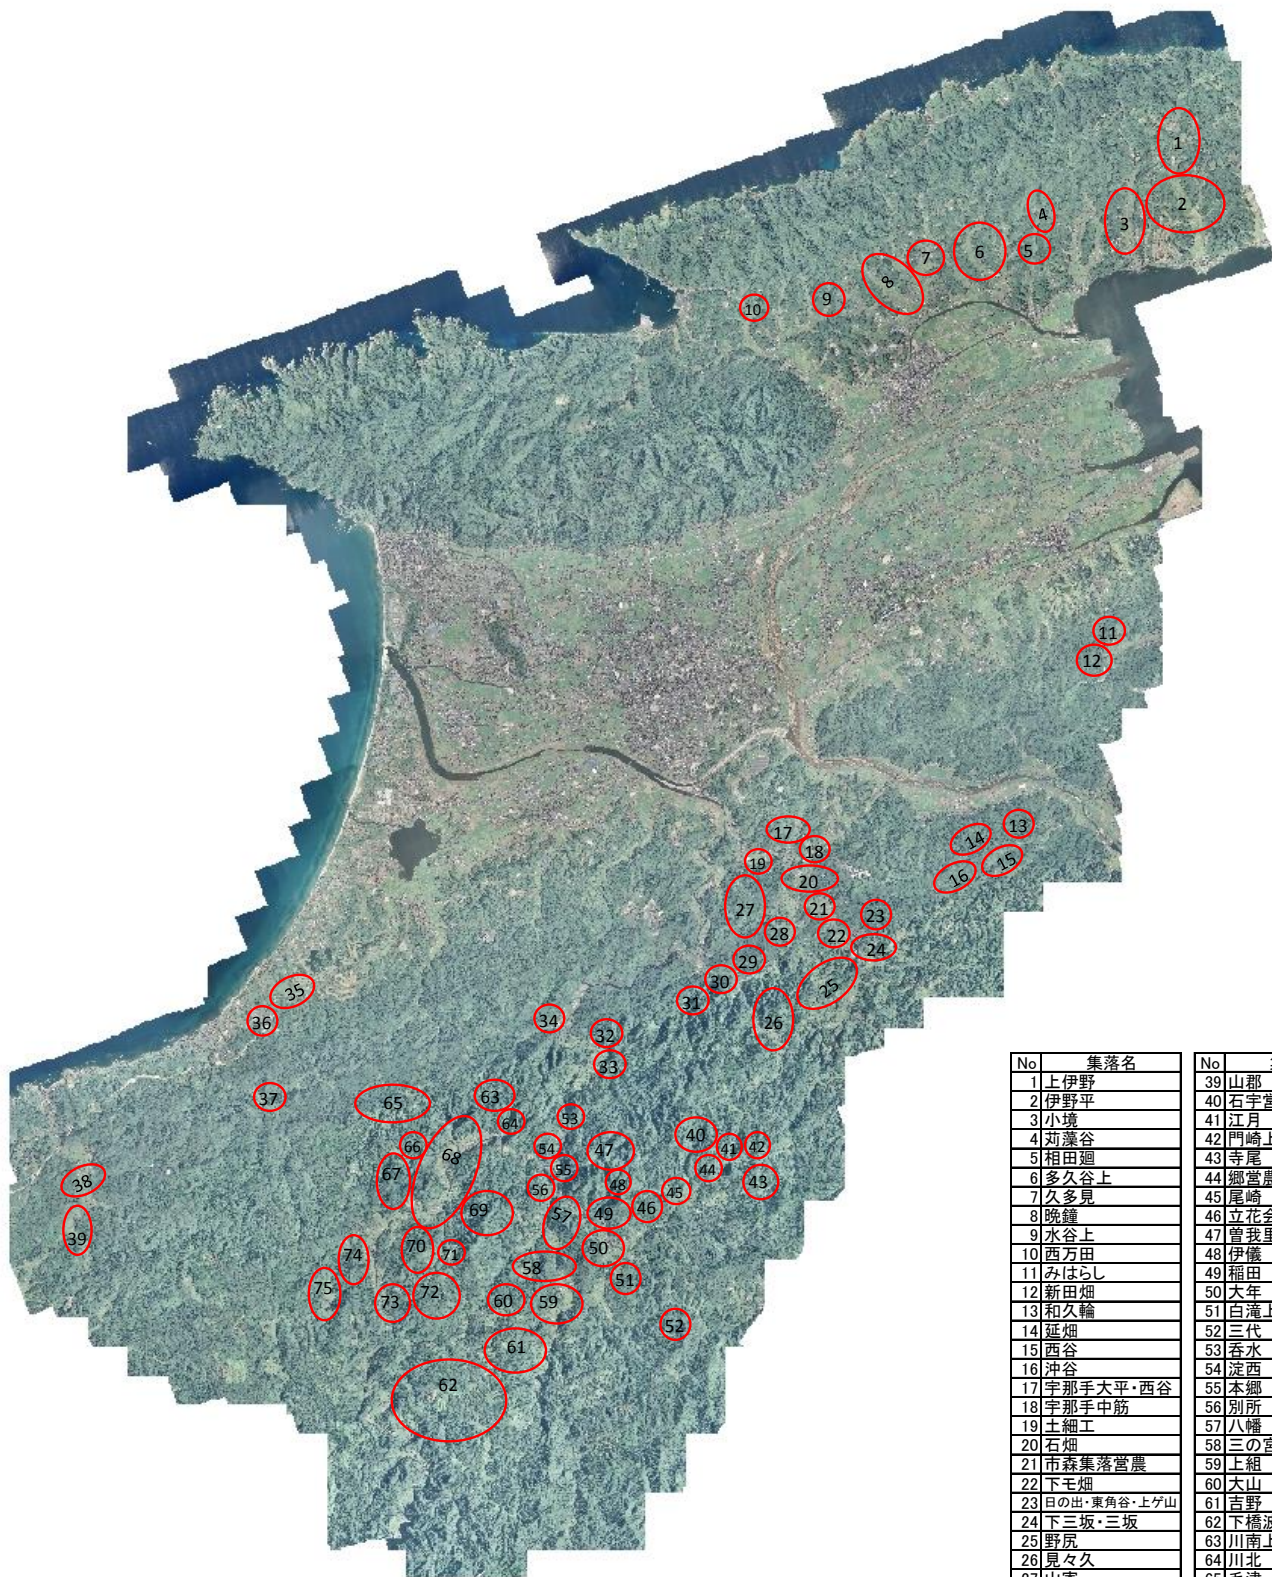 1
2
3
4
5
6
7
8
9
10
11
12
13
14
15
16
17
18
19
20
21
22
23
24
25
26
27
28
29
30
31
32
33
34
35
36
37
38
39
40
41
42
43
44
45
46
47
48
49
50
51
52
53
54
55
56
57
58
59
60
61
62
63
64
65
66
67
68
69
70
71
72
73
74
75
No 集落名
1 上伊野
2 伊野平
3 小境
4 苅藻谷
5 相田廻
6 多久谷上
7 久多見
8 晩鐘
9 水谷上
10 西万田
11 みはらし
12 新田畑
13 和久輪
14 延畑
15 西谷
16 沖谷
17 宇那手大平・西谷
18 宇那手中筋
19 土細工
20 石畑
21 市森集落営農
22 下モ畑
23 日の出・東角谷・上ゲ山
24 下三坂・三坂
25 野尻
26 見々久
No
39 山郡
40 石宇営
41 江月
42 門崎上
43 寺尾
44 郷営農
45 尾崎
46 立花会
47 曽我里
48 伊儀
49 稲田
50 大年
51 白滝上
52 三代
53 呑水
54 淀西
55 本郷
56 別所
57 八幡
58 三の宮
59 上組
60 大山
61 吉野
62 下橋波
63 川南上
64 川北